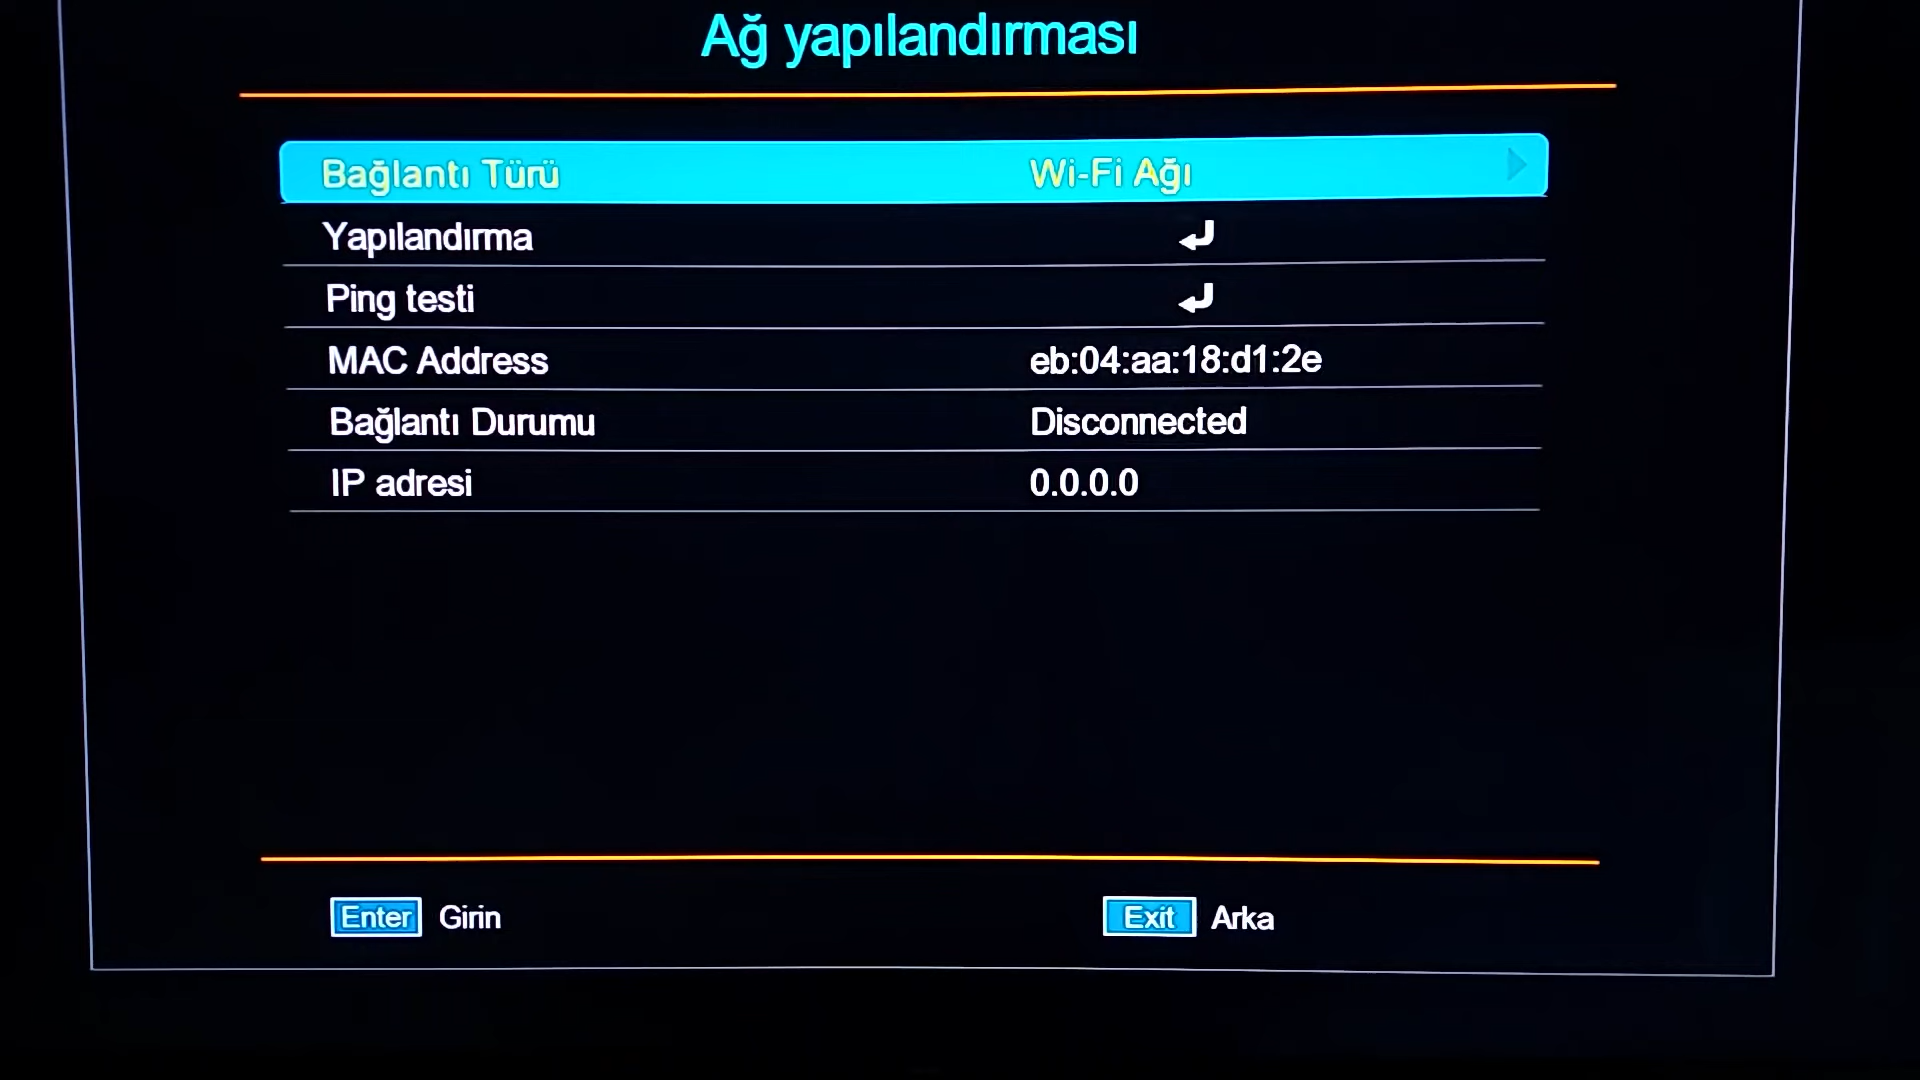 Ağ yapılandırması
Bağlantı Türü Wi-Fi Ağı
Yapılandırma
Ping testi
MAC Address eb:04:aa:18:d1:2e
Bağlantı Durumu Disconnected
IP adresi 0.0.0.0
Enter Girin Exit Arka